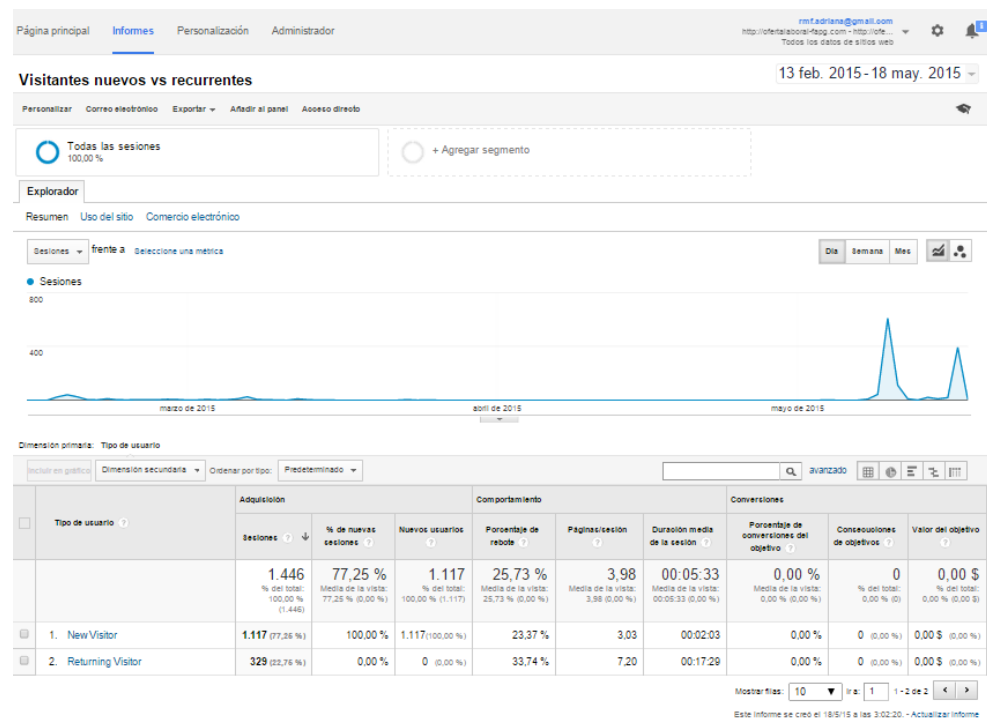 Página principal Informes Personalización Administrador
rmf.adriana@gmail.com
http://ofertalaboral-fapg.com - http://ofe...
Todos los datos de sitios web
1
Visitantes nuevos vs recurrentes
13 feb. 2015 - 18 may. 2015
Personalizar Correo electrónico Exportar Añadir al panel Acceso directo
Todas las sesiones
100,00 %
+ Agregar segmento
Explorador
Resumen Uso del sitio Comercio electrónico
Sesiones frente a Seleccione una métrica
Día Semana Mes
Sesiones
800
400
marzo de 2015 abril de 2015 mayo de 2015
Dimensión primaria: Tipo de usuario
Incluir en gráfico Dimensión secundaria Ordenar por tipo: Predeterminado avanzado
Adquisición Comportamiento Conversiones
Tipo de usuario ?
Sesiones ? % de nuevas sesiones ? Nuevos usuarios ? Porcentaje de rebote ? Páginas/sesión ? Duración media de la sesión ? Porcentaje de conversiones del objetivo ? Consecuciones de objetivos ? Valor del objetivo ?
1.446 77,25 % 1.117 25,73 % 3,98 00:05:33 0,00 % 0 0,00 $
% del total: 100,00 % (1.446) Media de la vista: 77,25 % (0,00 %) % del total: 100,00 % (1.117) Media de la vista: 25,73 % (0,00 %) Media de la vista: 3,98 (0,00 %) Media de la vista: 00:05:33 (0,00 %) Media de la vista: 0,00 % (0,00 %) % del total: 0,00 % (0) % del total: 0,00 % (0,00 $)
1. New Visitor 1.117 (77,25 %) 100,00 % 1.117(100,00 %) 23,37 % 3,03 00:02:03 0,00 % 0 (0,00 %) 0,00 $ (0,00 %)
2. Returning Visitor 329 (22,75 %) 0,00 % 0 (0,00 %) 33,74 % 7,20 00:17:29 0,00 % 0 (0,00 %) 0,00 $ (0,00 %)
Mostrar filas: 10 Ir a: 1 1 - 2 de 2
Este informe se creó el 18/5/15 a las 3:02:20. - Actualizar informe